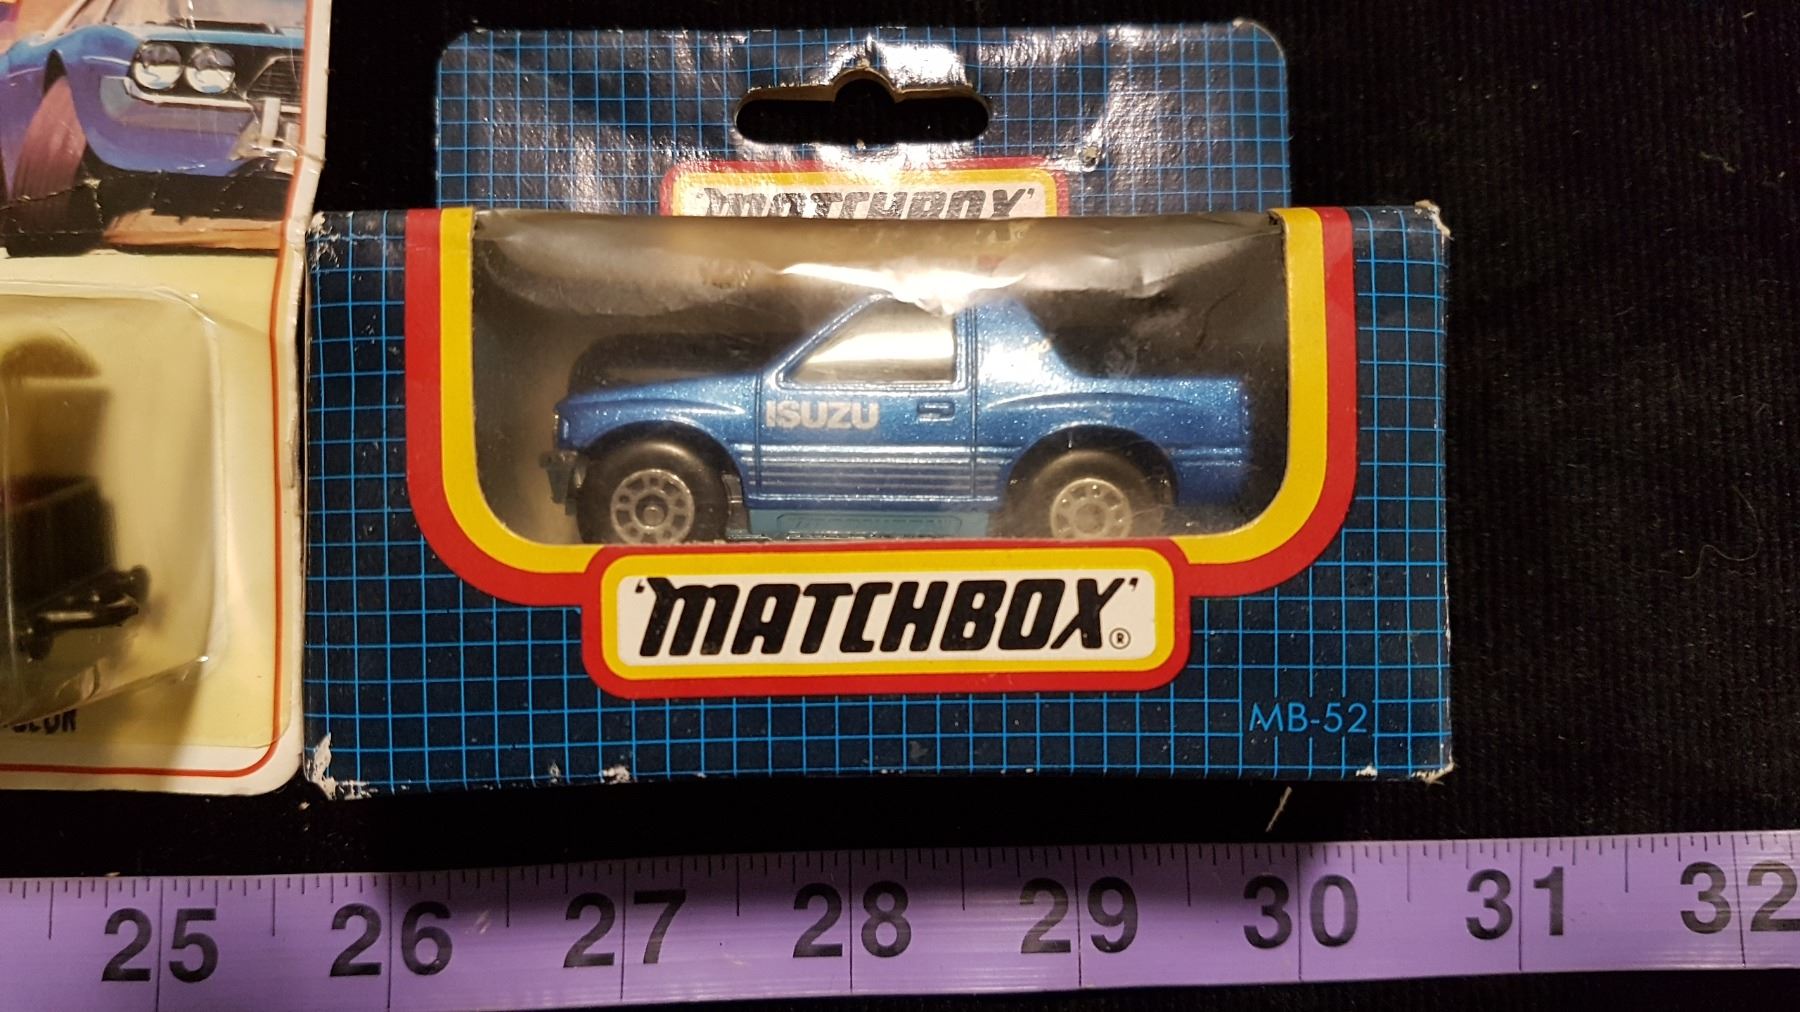 'MATCHBOX'
ISUZU
'MATCHBOX'®
MB-52
25 26 27 28 29 30 31 32